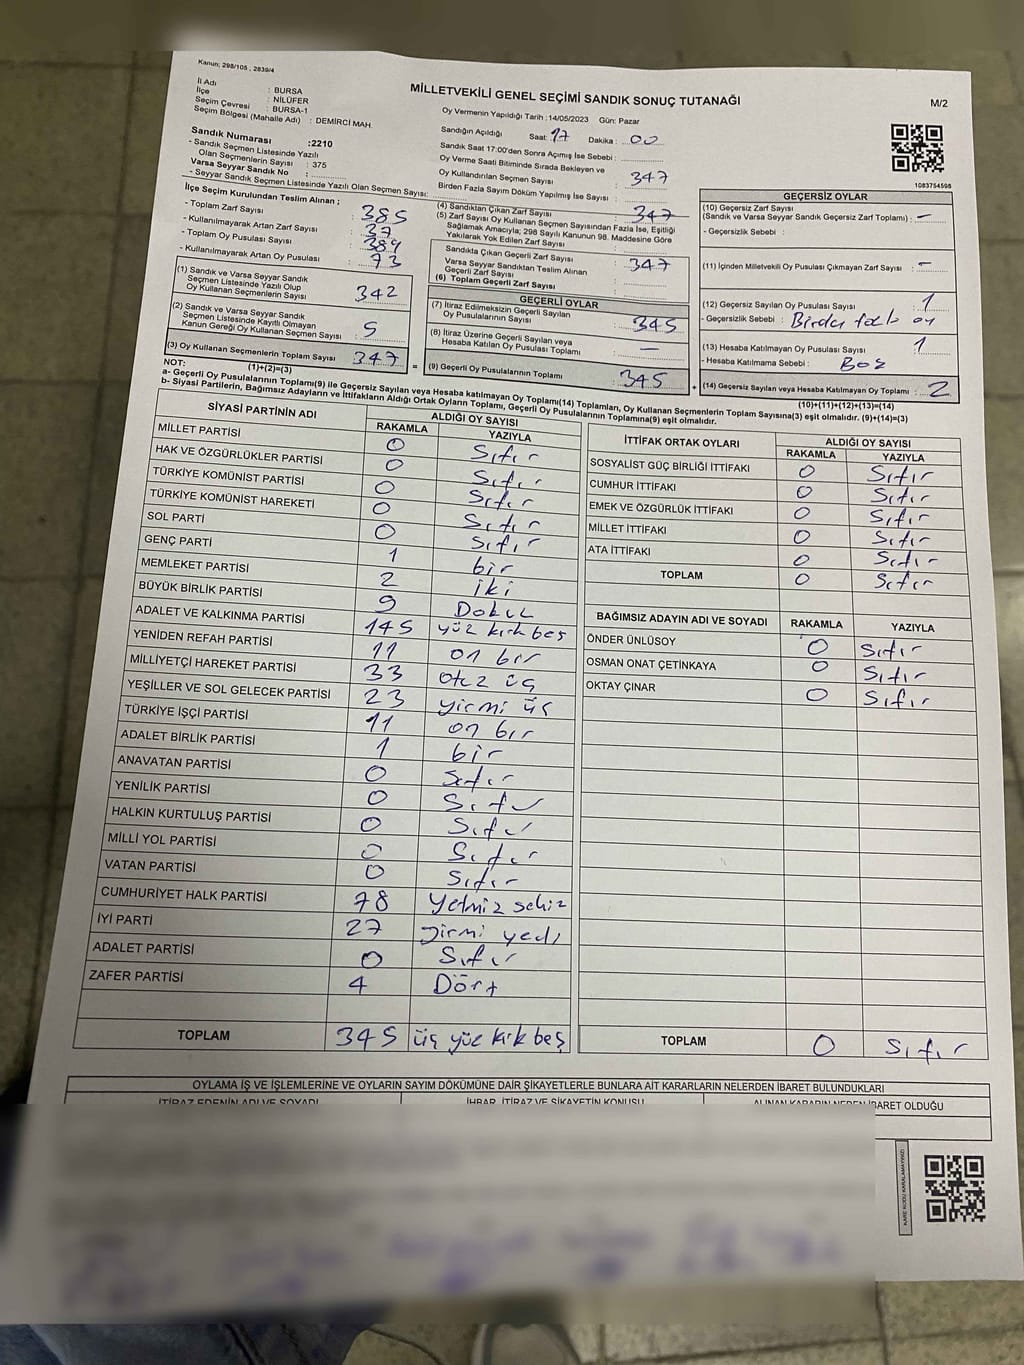 Kanun; 298/105 , 2839/4
MİLLETVEKİLİ GENEL SEÇİMİ SANDIK SONUÇ TUTANAĞI
M/2
İl Adı : BURSA
İlçe : NİLÜFER
Seçim Çevresi : BURSA-1
Seçim Bölgesi (Mahalle Adı) : DEMİRCİ MAH.
Sandık Numarası :2210
- Sandık Seçmen Listesinde Yazılı
Olan Seçmenlerin Sayısı : 375
Varsa Seyyar Sandık No :
- Seyyar Sandık Seçmen Listesinde Yazılı Olan Seçmen Sayısı:
Oy Vermenin Yapıldığı Tarih :14/05/2023 Gün: Pazar
Sandığın Açıldığı Saat: 17 Dakika : 00
Sandık Saat 17:00'den Sonra Açımış İse Sebebi :
Oy Verme Saati Bitiminde Sırada Bekleyen ve
Oy Kullandırılan Seçmen Sayısı : 347
Birden Fazla Sayım Döküm Yapılmış İse Sayısı :
1083754598
İlçe Seçim Kurulundan Teslim Alınan ;
- Toplam Zarf Sayısı : 385
- Kullanılmayarak Artan Zarf Sayısı : 37
- Toplam Oy Pusulası Sayısı : 389
- Kullanılmayarak Artan Oy Pusulası : 73
(1) Sandık ve Varsa Seyyar Sandık
Seçmen Listesinde Yazılı Olup
Oy Kullanan Seçmenlerin Sayısı 342
(2) Sandık ve Varsa Seyyar Sandık
Seçmen Listesinde Kayıtlı Olmayan
Kanun Gereği Oy Kullanan Seçmen Sayısı : 5
(3) Oy Kullanan Seçmenlerin Toplam Sayısı 347
(1)+(2)=(3)
(4) Sandıktan Çıkan Zarf Sayısı : 347
(5) Zarf Sayısı Oy Kullanan Seçmen Sayısından Fazla İse, Eşitliği
Sağlamak Amacıyla; 298 Sayılı Kanunun 98. Maddesine Göre
Yakılarak Yok Edilen Zarf Sayısı
Sandıkta Çıkan Geçerli Zarf Sayısı : 347
Varsa Seyyar Sandıktan Teslim Alınan
Geçerli Zarf Sayısı
(6) Toplam Geçerli Zarf Sayısı
GEÇERLİ OYLAR
(7) İtiraz Edilmeksizin Geçerli Sayılan
Oy Pusulalarının Sayısı : 345
(8) İtiraz Üzerine Geçerli Sayılan veya
Hesaba Katılan Oy Pusulası Toplamı : —
= (9) Geçerli Oy Pusulalarının Toplamı 345 +
GEÇERSİZ OYLAR
(10) Geçersiz Zarf Sayısı
(Sandık ve Varsa Seyyar Sandık Geçersiz Zarf Toplamı) : —
- Geçersizlik Sebebi :
(11) İçinden Milletvekili Oy Pusulası Çıkmayan Zarf Sayısı : —
(12) Geçersiz Sayılan Oy Pusulası Sayısı : 1
- Geçersizlik Sebebi : oy
(13) Hesaba Katılmayan Oy Pusulası Sayısı : 1
- Hesaba Katılmama Sebebi : Boş
(14) Geçersiz Sayılan veya Hesaba Katılmayan Oy Toplamı : 2
(10)+(11)+(12)+(13)=(14)
NOT:
a- Geçerli Oy Pusulalarının Toplamı(9) ile Geçersiz Sayılan veya Hesaba katılmayan Oy Toplamı(14) Toplamları, Oy Kullanan Seçmenlerin Toplam Sayısına(3) eşit olmalıdır. (9)+(14)=(3)
b- Siyasi Partilerin, Bağımsız Adayların ve İttifakların Aldığı Ortak Oyların Toplamı, Geçerli Oy Pusulalarının Toplamına(9) eşit olmalıdır.
SİYASİ PARTİNİN ADI ALDIĞI OY SAYISI
RAKAMLA YAZIYLA
MİLLET PARTİSİ 0 Sıfır
HAK VE ÖZGÜRLÜKLER PARTİSİ 0 Sıfır
TÜRKİYE KOMÜNİST PARTİSİ 0 Sıfır
TÜRKİYE KOMÜNİST HAREKETİ 0 Sıfır
SOL PARTİ 0 Sıfır
GENÇ PARTİ 1 bir
MEMLEKET PARTİSİ 2 iki
BÜYÜK BİRLİK PARTİSİ 9 Dokuz
ADALET VE KALKINMA PARTİSİ 145 yüz kırk beş
YENİDEN REFAH PARTİSİ 11 on bir
MİLLİYETÇİ HAREKET PARTİSİ 33 otuz üç
YEŞİLLER VE SOL GELECEK PARTİSİ 23 yirmi üç
TÜRKİYE İŞÇİ PARTİSİ 11 on bir
ADALET BİRLİK PARTİSİ 1 bir
ANAVATAN PARTİSİ 0 Sıfır
YENİLİK PARTİSİ 0 Sıfır
HALKIN KURTULUŞ PARTİSİ 0 Sıfır
MİLLİ YOL PARTİSİ 0 Sıfır
VATAN PARTİSİ 0 Sıfır
CUMHURİYET HALK PARTİSİ 78 Yetmiş sekiz
İYİ PARTİ 27 Yirmi yedi
ADALET PARTİSİ 0 Sıfır
ZAFER PARTİSİ 4 Dört
TOPLAM 345 üç yüz kırk beş
İTTİFAK ORTAK OYLARI ALDIĞI OY SAYISI
RAKAMLA YAZIYLA
SOSYALİST GÜÇ BİRLİĞİ İTTİFAKI 0 Sıfır
CUMHUR İTTİFAKI 0 Sıfır
EMEK VE ÖZGÜRLÜK İTTİFAKI 0 Sıfır
MİLLET İTTİFAKI 0 Sıfır
ATA İTTİFAKI 0 Sıfır
TOPLAM 0 Sıfır
BAĞIMSIZ ADAYIN ADI VE SOYADI RAKAMLA YAZIYLA
ÖNDER ÜNLÜSOY 0 Sıfır
OSMAN ONAT ÇETİNKAYA 0 Sıfır
OKTAY ÇINAR 0 Sıfır
TOPLAM 0 Sıfır
OYLAMA İŞ VE İŞLEMLERİNE VE OYLARIN SAYIM DÖKÜMÜNE DAİR ŞİKAYETLERLE BUNLARA AİT KARARLARIN NELERDEN İBARET BULUNDUKLARI
İTİRAZ EDENİN ADI VE SOYADI İHBAR, İTİRAZ VE ŞİKAYETİN KONUSU ALINAN KARARIN NEDEN İBARET OLDUĞU
KARE KODU KARALAMAYINIZ!